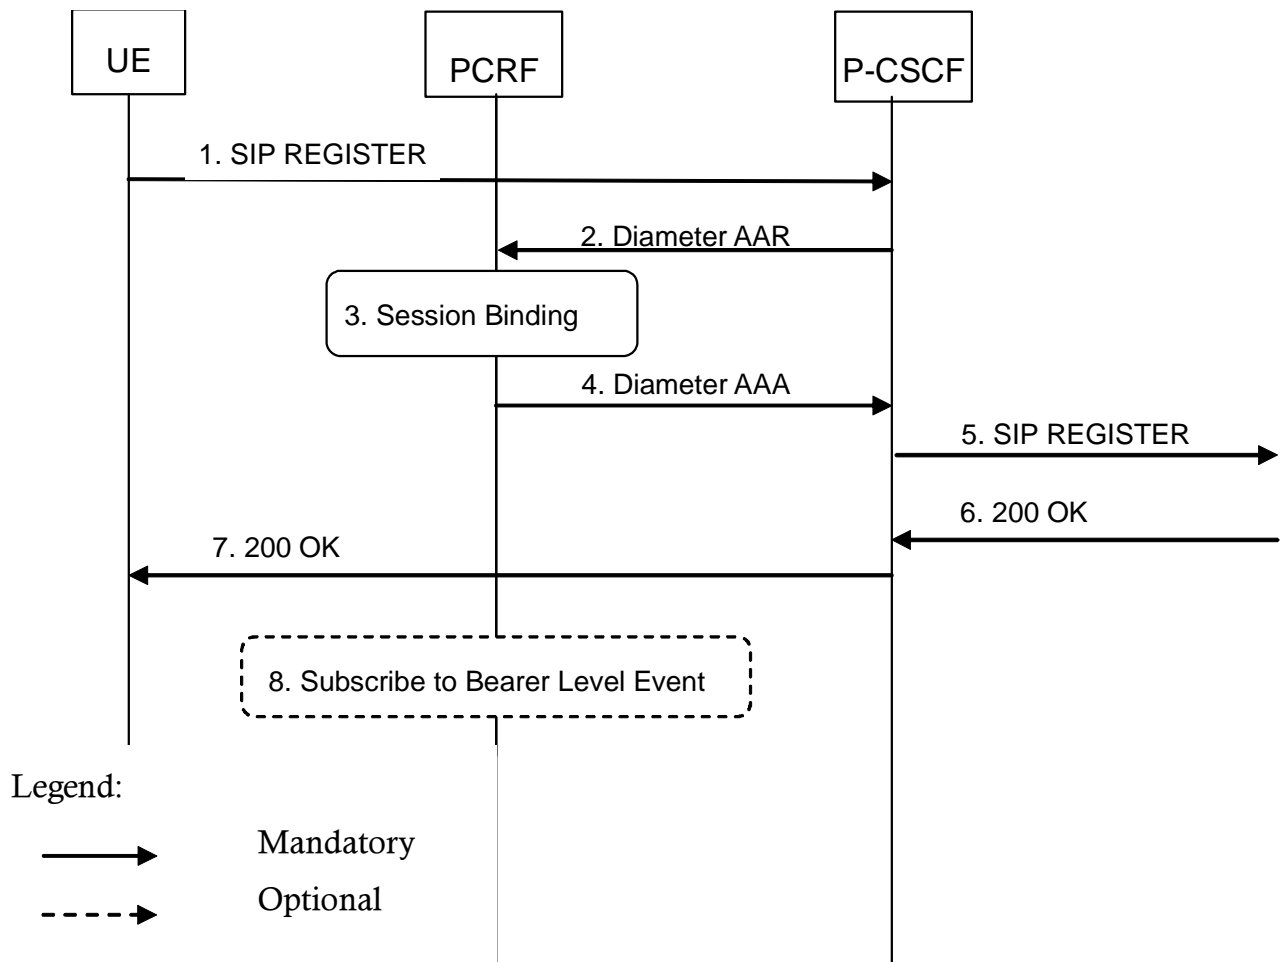 UE
PCRF
P-CSCF
1. SIP REGISTER
2. Diameter AAR
3. Session Binding
4. Diameter AAA
5. SIP REGISTER
6. 200 OK
7. 200 OK
8. Subscribe to Bearer Level Event
Legend:
Mandatory
Optional